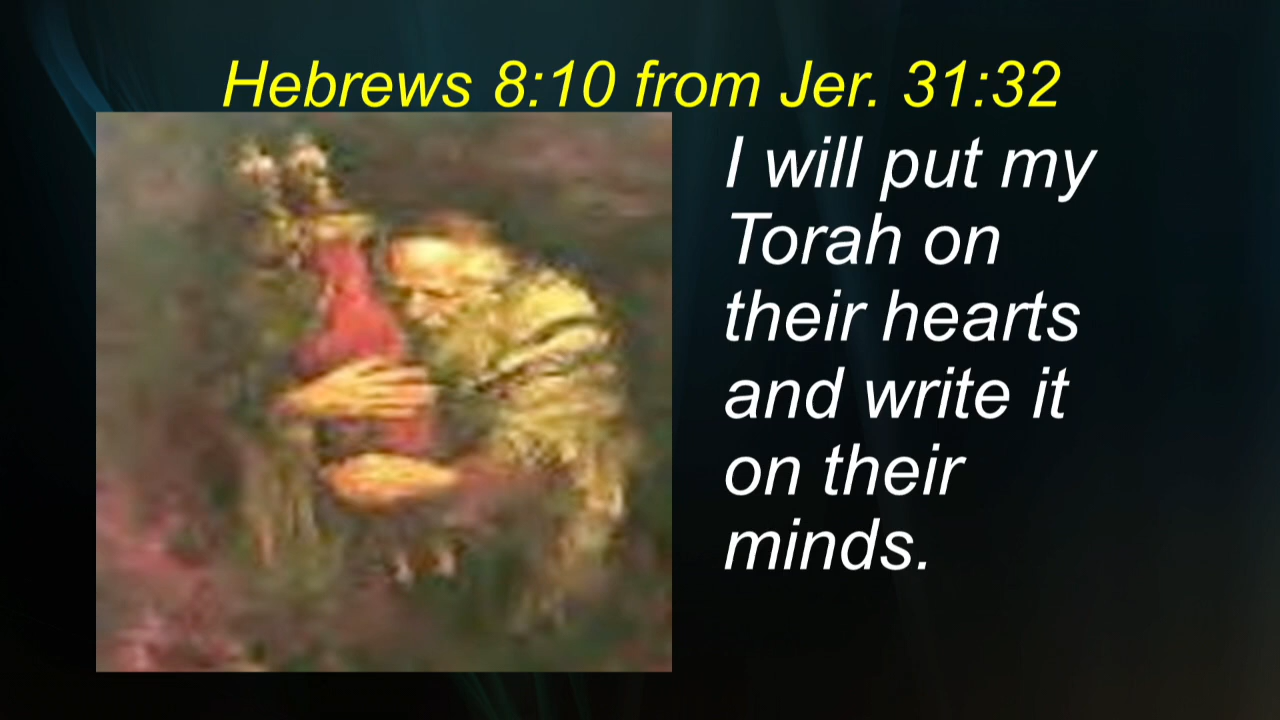 Hebrews 8:10 from Jer. 31:32
I will put my
Torah on
their hearts
and write it
on their
minds.